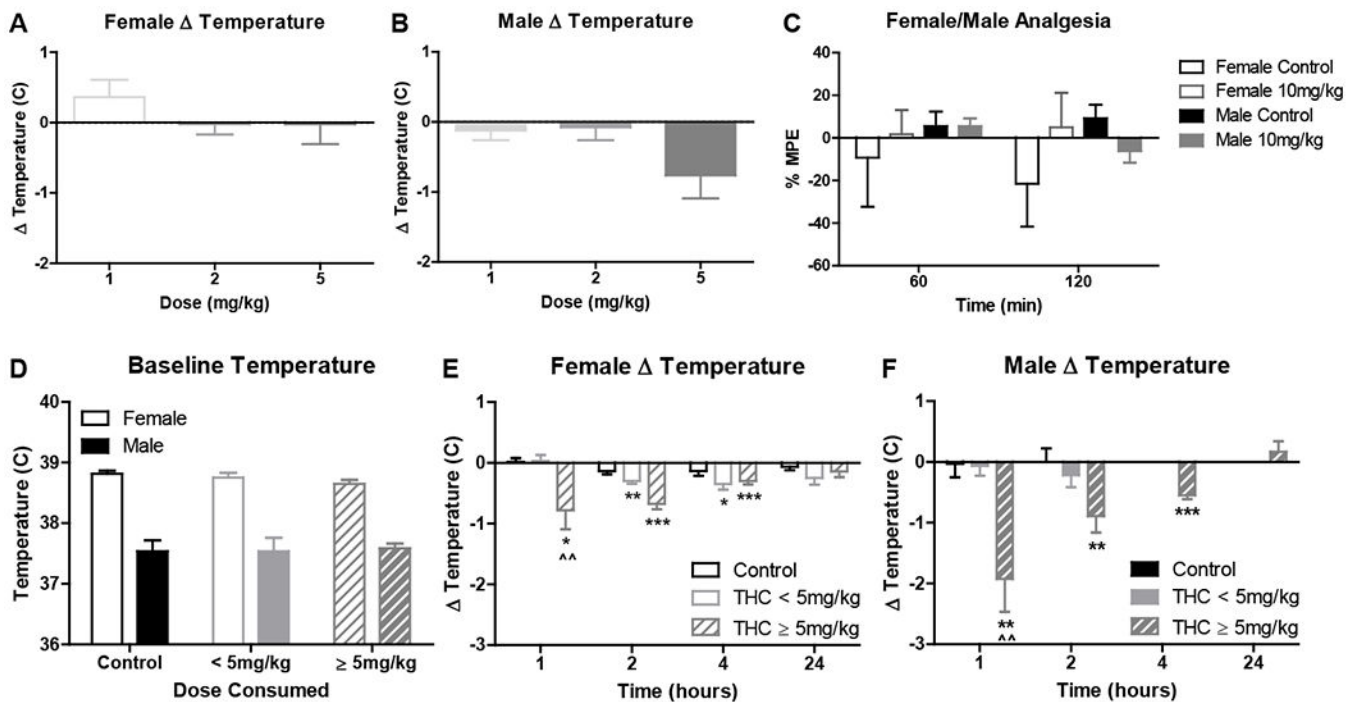 A
Female Δ Temperature
Δ Temperature (C)
1
0
-1
-2
1 2 5
Dose (mg/kg)
B
Male Δ Temperature
Δ Temperature (C)
1
0
-1
-2
1 2 5
Dose (mg/kg)
C
Female/Male Analgesia
% MPE
40
20
0
-20
-40
-60
60 120
Time (min)
Female Control
Female 10mg/kg
Male Control
Male 10mg/kg
D
Baseline Temperature
Temperature (C)
40
39
38
37
36
Female
Male
Control < 5mg/kg ≥ 5mg/kg
Dose Consumed
E
Female Δ Temperature
Δ Temperature (C)
1
0
-1
-2
-3
** * ***
* ***
^^
Control
THC < 5mg/kg
THC ≥ 5mg/kg
1 2 4 24
Time (hours)
F
Male Δ Temperature
Δ Temperature (C)
1
0
-1
-2
-3
***
**
**
^^
Control
THC < 5mg/kg
THC ≥ 5mg/kg
1 2 4 24
Time (hours)